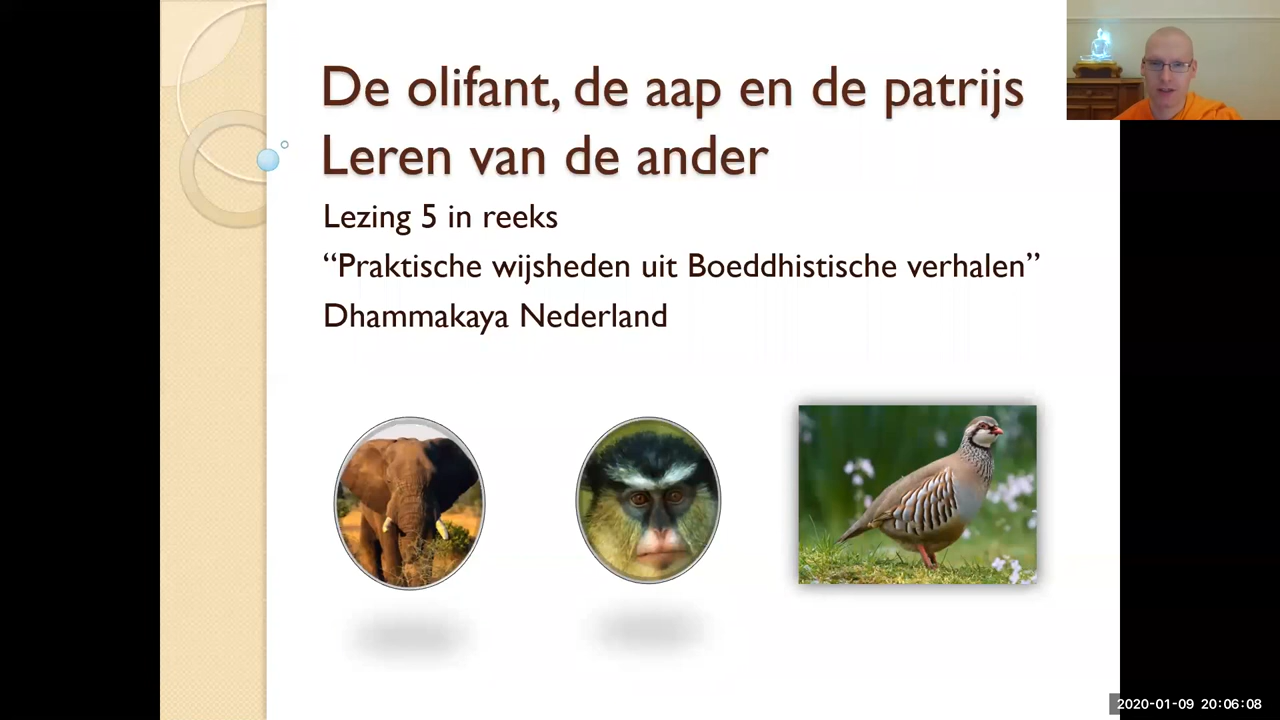 De olifant, de aap en de patrijs
Leren van de ander
Lezing 5 in reeks
“Praktische wijsheden uit Boeddhistische verhalen”
Dhammakaya Nederland
2020-01-09 20:06:08